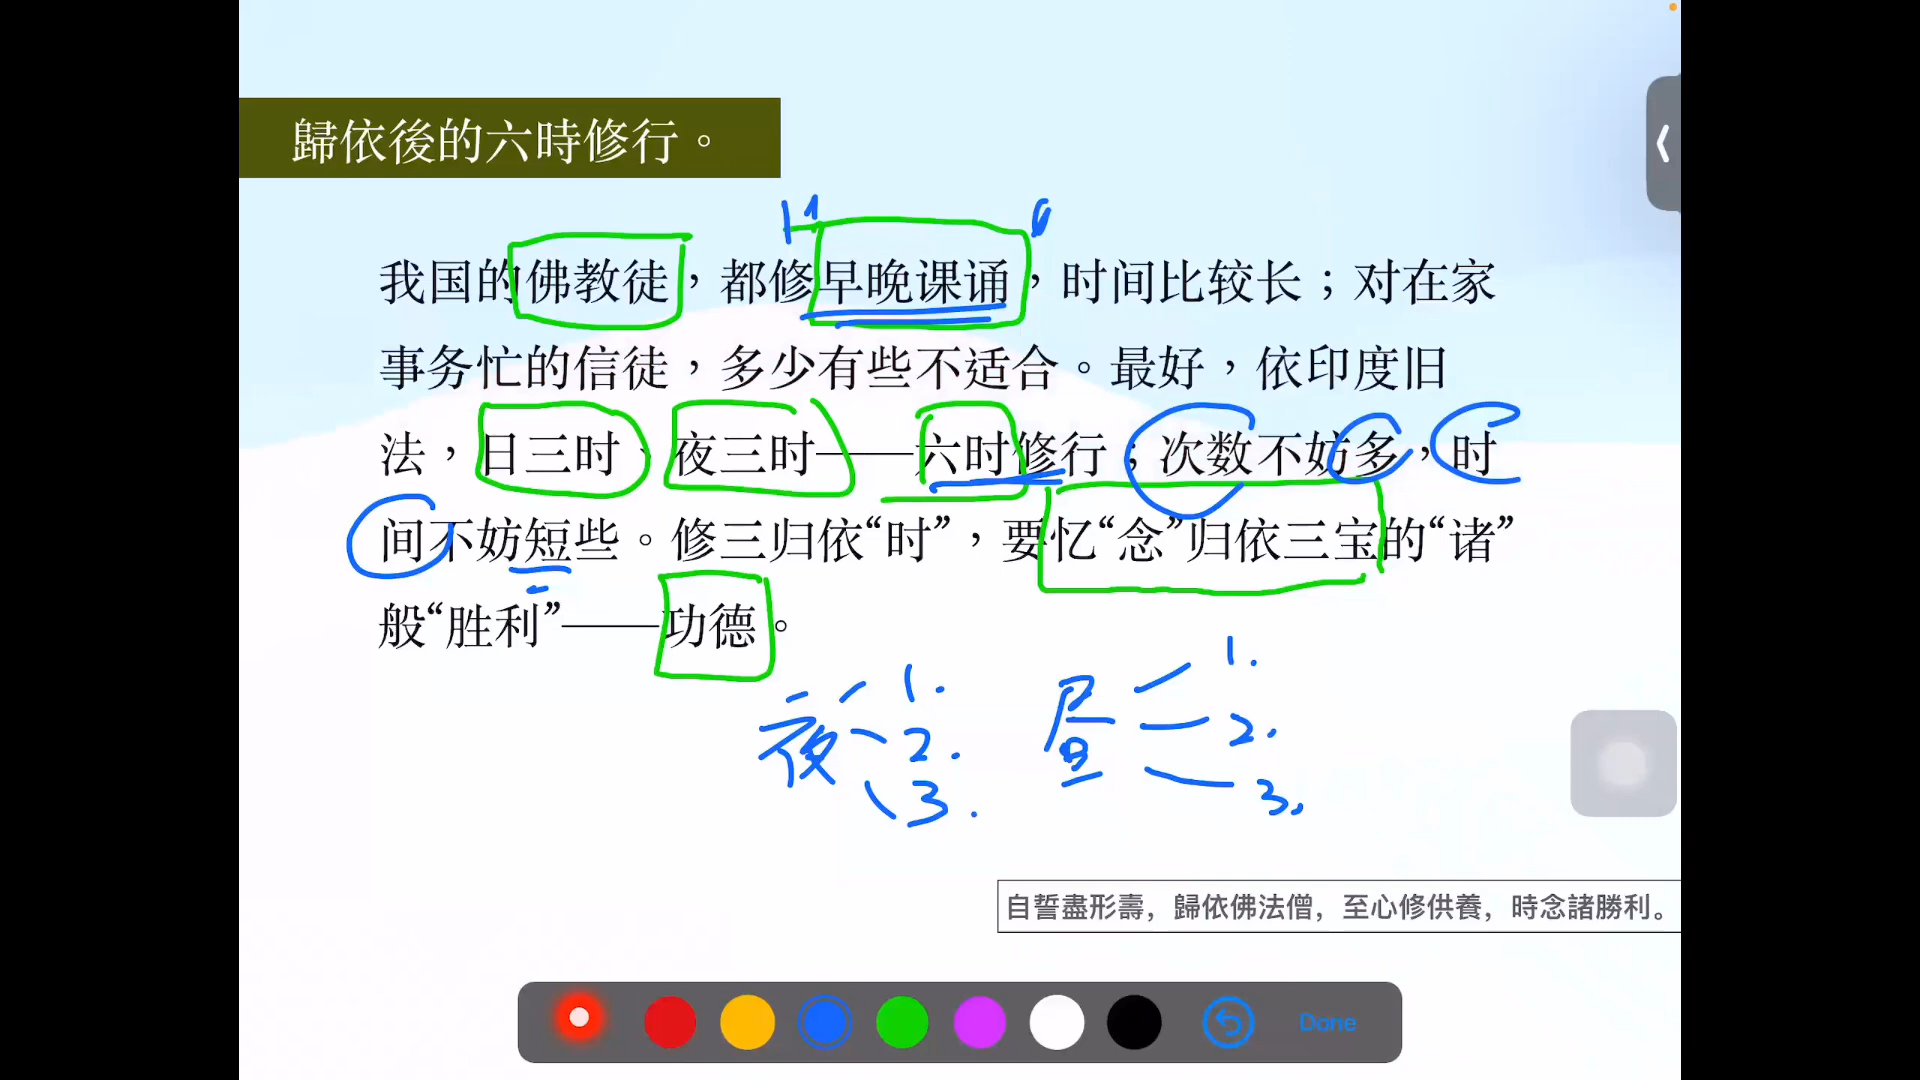 歸依後的六時修行。
我国的佛教徒，都修早晚课诵，时间比较长；对在家
事务忙的信徒，多少有些不适合。最好，依印度旧
法，日三时、夜三时——六时修行；次数不妨多，时
间不妨短些。修三归依“时”，要忆“念”归依三宝的“诸”
般“胜利”——功德。
夜 1. 2. 3.
昼 1. 2. 3.
自誓盡形壽，歸依佛法僧，至心修供養，時念諸勝利。
Done